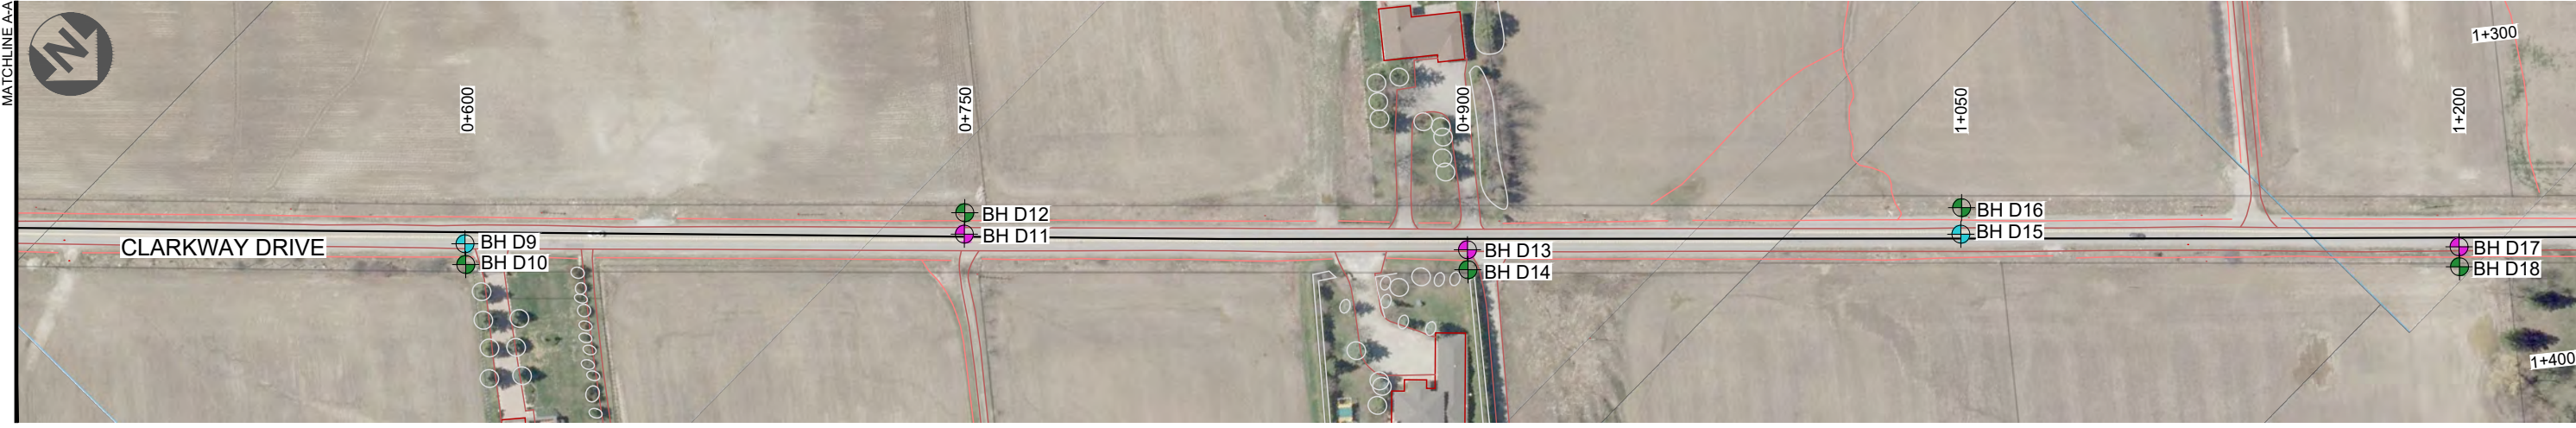 MATCHLINE A-A
N
1+300
0+600
0+750
0+900
1+050
1+200
BH D12
BH D11
BH D16
BH D15
CLARKWAY DRIVE
BH D9
BH D10
BH D13
BH D14
BH D17
BH D18
1+400